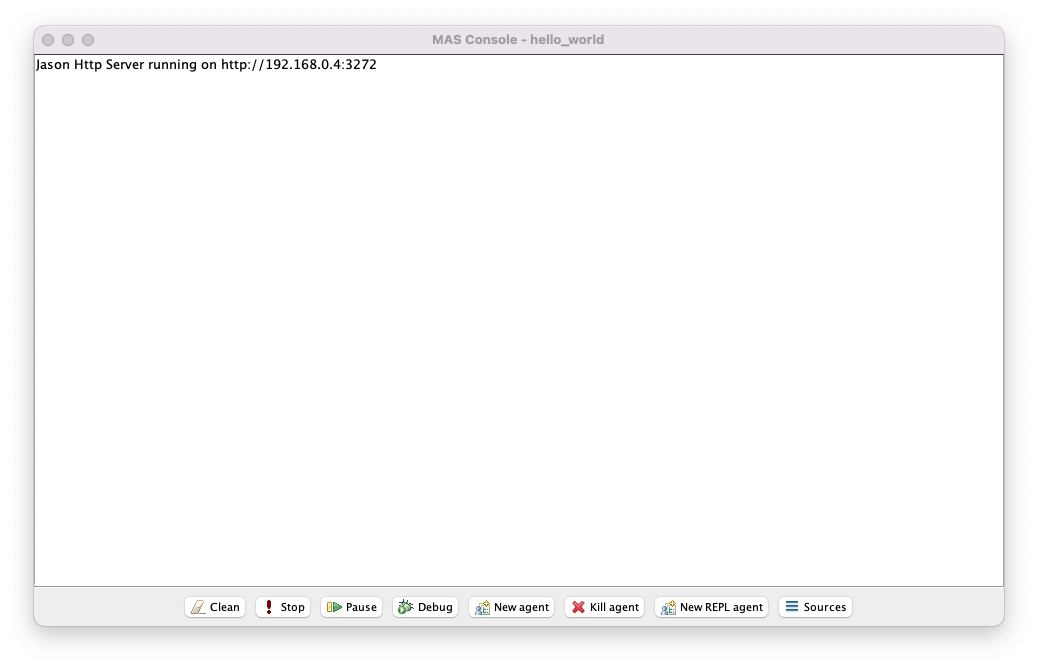 MAS Console - hello_world
Jason Http Server running on http://192.168.0.4:3272
Clean Stop Pause Debug New agent Kill agent New REPL agent Sources